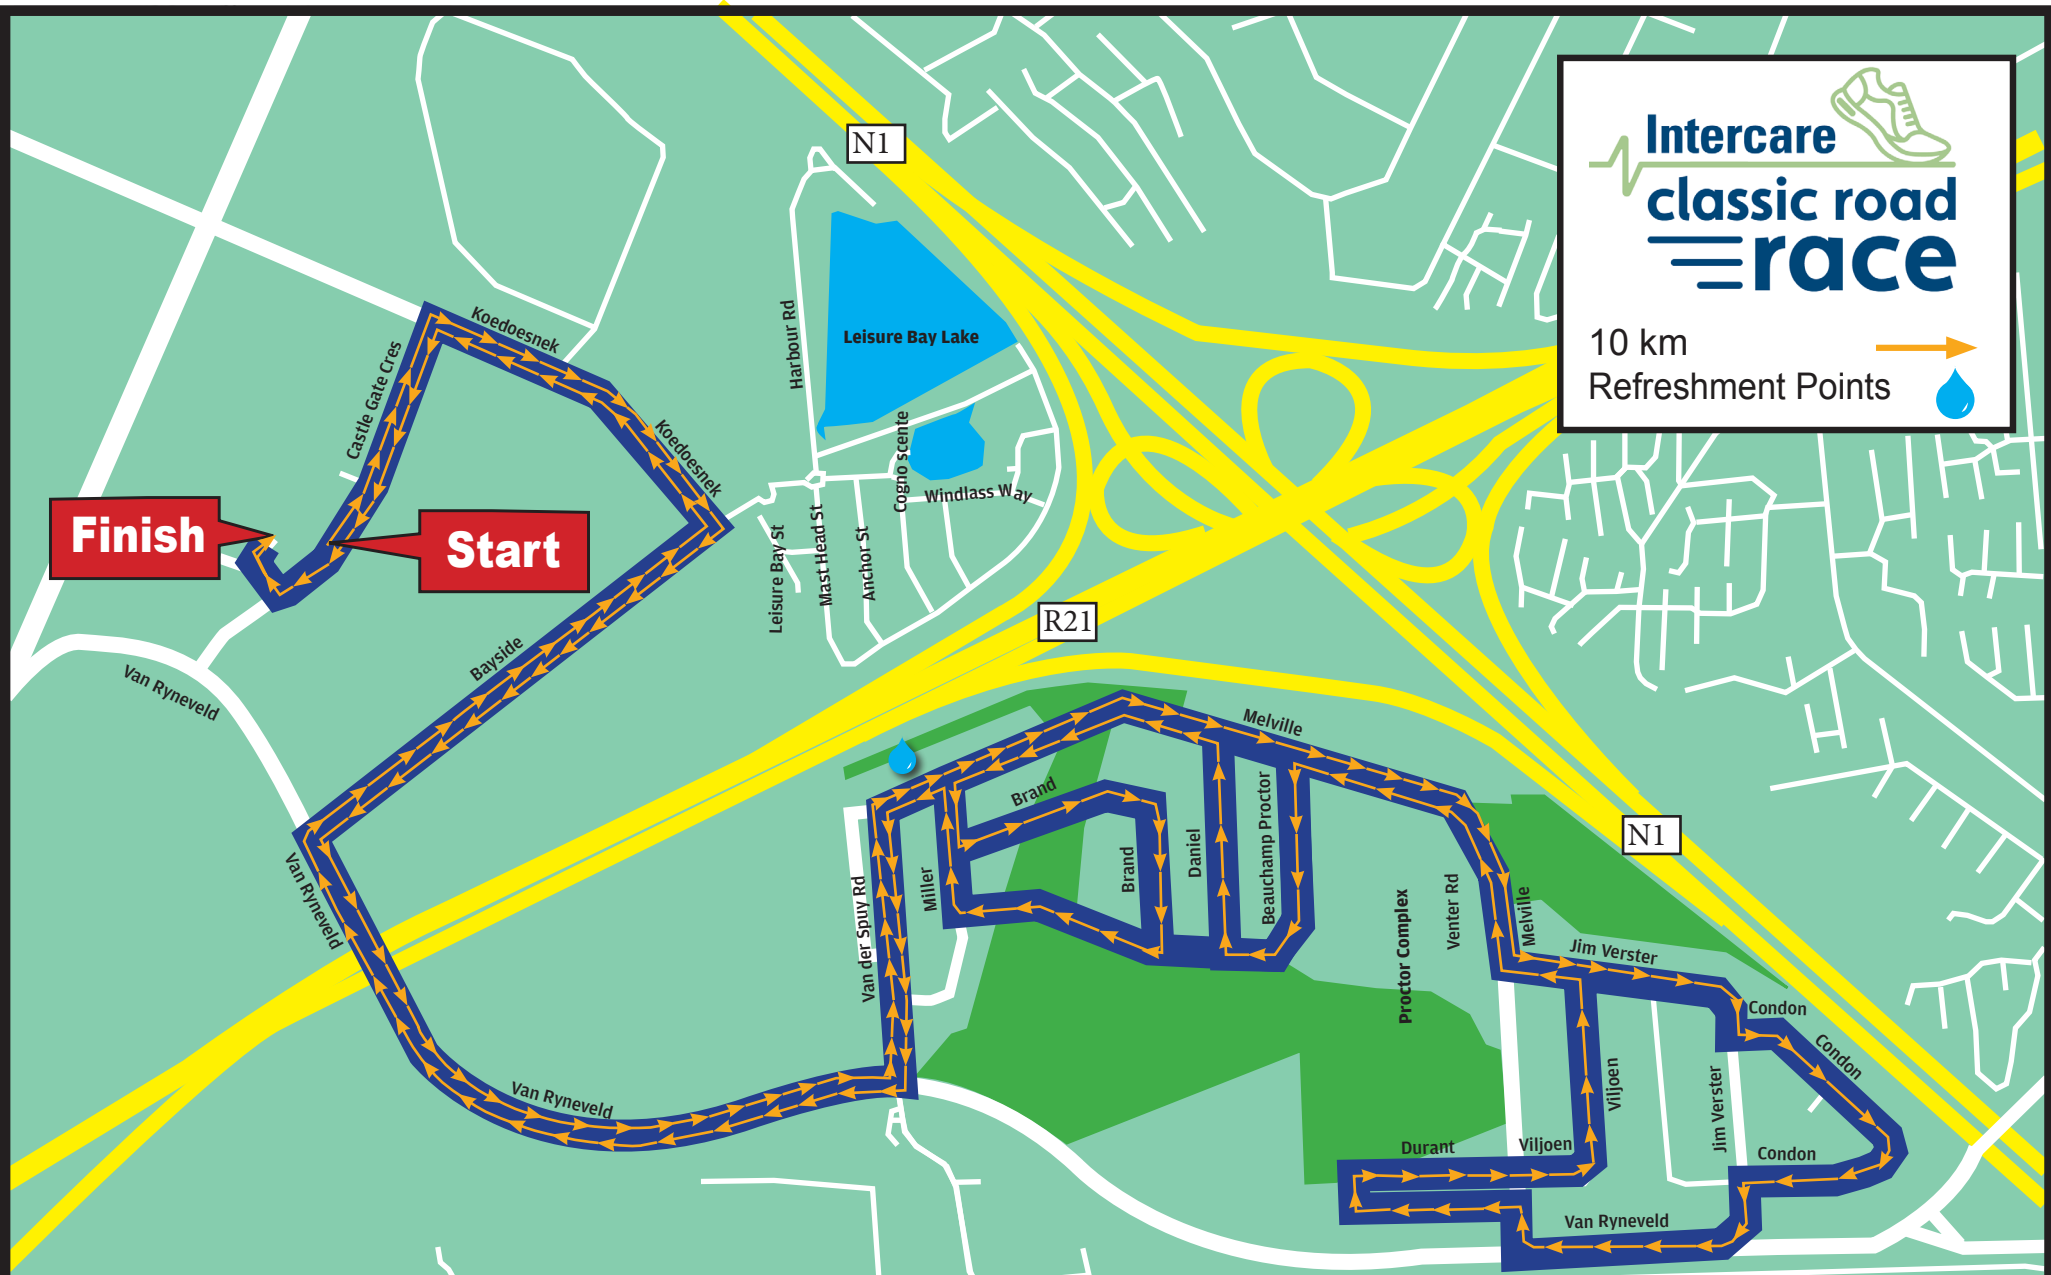 N1
Intercare
classic road
race
10 km
Refreshment Points
Koedoesnek
Harbour Rd
Leisure Bay Lake
Castle Gate Cres
Koedoesnek
Cogno scente
Windlass Way
Finish
Start
Leisure Bay St
Mast Head St
Anchor St
R21
Bayside
Van Ryneveld
Melville
Brand
N1
Beauchamp Proctor
Daniel
Brand
Miller
Van der Spuy Rd
Van Ryneveld
Proctor Complex
Venter Rd
Melville
Jim Verster
Condon
Condon
Van Ryneveld
Viljoen
Jim Verster
Durant
Viljoen
Condon
Van Ryneveld